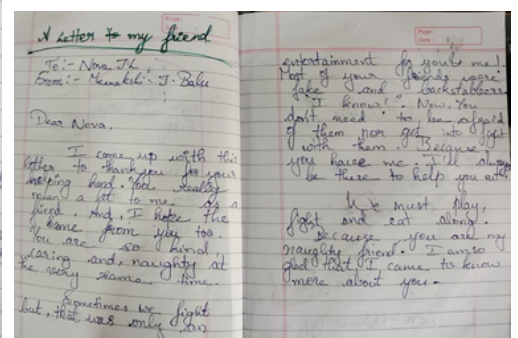 A Letter to my friend
To:- Nova Th.
From:- Meenakshi. J. Babu
Dear Nova,
I came up with this
letter to thank you for your
helping hand. You really
mean a lot to me as a
friend. And, I hope the
same from you too.
You are so kind,
caring and, naughty at
the very same time.
Sometimes we fight
but, that was only an
Page:
Date:
entertainment for you & me!.
Most of your friends were
fake and backstabbers.
"I know!". Now, You
don't need to be afraid
of them nor get into fight
with them. Because
you have me. I'll always
be there to help you out.
We must play,
fight and eat along.
Because you are my
naughty friend. I am so
glad that I came to know
more about you.